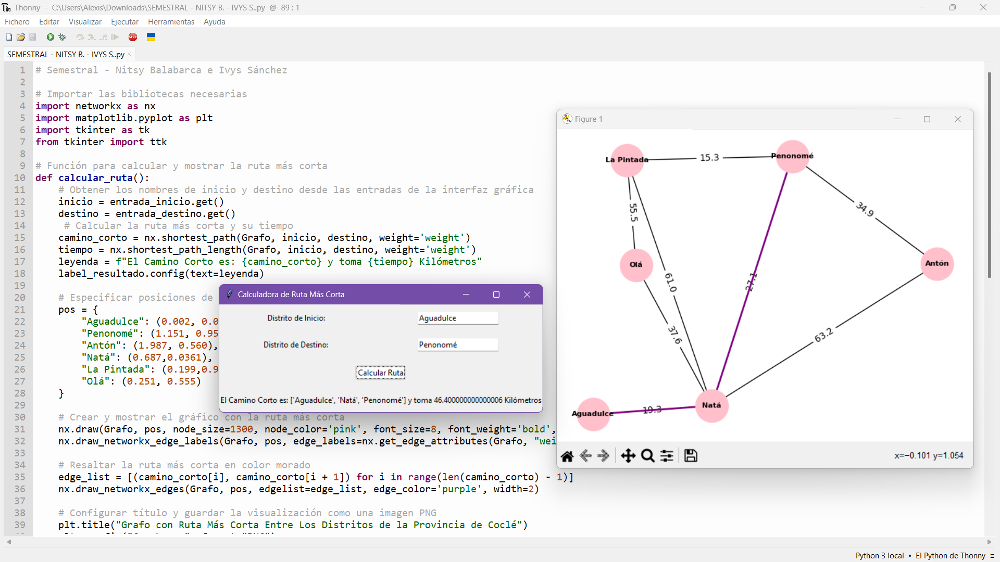 Thonny - C:\Users\Alexis\Downloads\SEMESTRAL - NITSY B. - IVYS S..py @ 89 : 1
Fichero Editar Visualizar Ejecutar Herramientas Ayuda
STOP
SEMESTRAL - NITSY B. - IVYS S..py ×
1 # Semestral - Nitsy Balabarca e Ivys Sánchez
2
3 # Importar las bibliotecas necesarias
4 import networkx as nx
5 import matplotlib.pyplot as plt
6 import tkinter as tk
7 from tkinter import ttk
8
9 # Función para calcular y mostrar la ruta más corta
10 def calcular_ruta():
11 # Obtener los nombres de inicio y destino desde las entradas de la interfaz gráfica
12 inicio = entrada_inicio.get()
13 destino = entrada_destino.get()
14 # Calcular la ruta más corta y su tiempo
15 camino_corto = nx.shortest_path(Grafo, inicio, destino, weight='weight')
16 tiempo = nx.shortest_path_length(Grafo, inicio, destino, weight='weight')
17 leyenda = f"El Camino Corto es: {camino_corto} y toma {tiempo} Kilómetros"
18 label_resultado.config(text=leyenda)
19
20 # Especificar posiciones de
21 pos = {
22 "Aguadulce": (0.002, 0.0
23 "Penonomé": (1.151, 0.95
24 "Antón": (1.987, 0.560),
25 "Natá": (0.687,0.0361),
26 "La Pintada": (0.199,0.9
27 "Olá": (0.251, 0.555)
28 }
29
30 # Crear y mostrar el gráfico con la ruta más corta
31 nx.draw(Grafo, pos, node_size=1300, node_color='pink', font_size=8, font_weight='bold',
32 nx.draw_networkx_edge_labels(Grafo, pos, edge_labels=nx.get_edge_attributes(Grafo, "wei
33
34 # Resaltar la ruta más corta en color morado
35 edge_list = [(camino_corto[i], camino_corto[i + 1]) for i in range(len(camino_corto) - 1)]
36 nx.draw_networkx_edges(Grafo, pos, edgelist=edge_list, edge_color='purple', width=2)
37
38 # Configurar título y guardar la visualización como una imagen PNG
39 plt.title("Grafo con Ruta Más Corta Entre Los Distritos de la Provincia de Coclé")
Calculadora de Ruta Más Corta
Distrito de Inicio: Aguadulce
Distrito de Destino: Penonomé
Calcular Ruta
El Camino Corto es: ['Aguadulce', 'Natá', 'Penonomé'] y toma 46.400000000000006 Kilómetros
Figure 1
La Pintada 15.3 Penonomé
55.5
34.9
Olá
Antón
61.0
27.1
37.6
63.2
Natá
Aguadulce 19.3
x=−0.101 y=1.054
Python 3 local • El Python de Thonny ≡